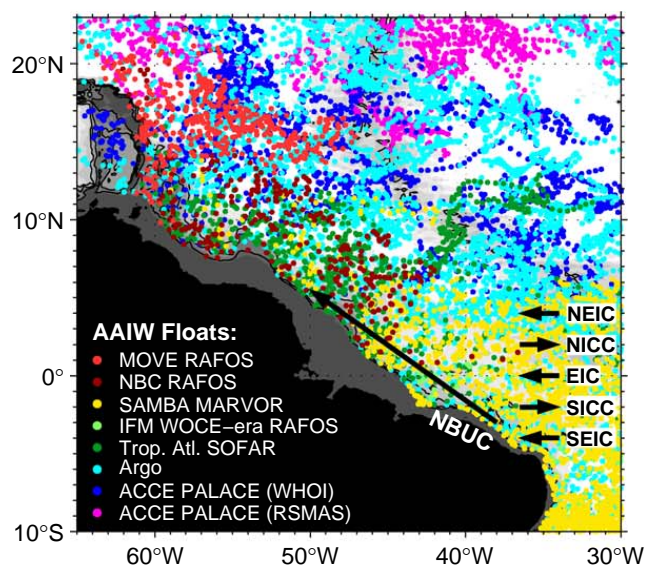 20°N
10°N
0°
10°S
60°W
50°W
40°W
30°W
AAIW Floats:
MOVE RAFOS
NBC RAFOS
SAMBA MARVOR
IFM WOCE−era RAFOS
Trop. Atl. SOFAR
Argo
ACCE PALACE (WHOI)
ACCE PALACE (RSMAS)
NBUC
NEIC
NICC
EIC
SICC
SEIC